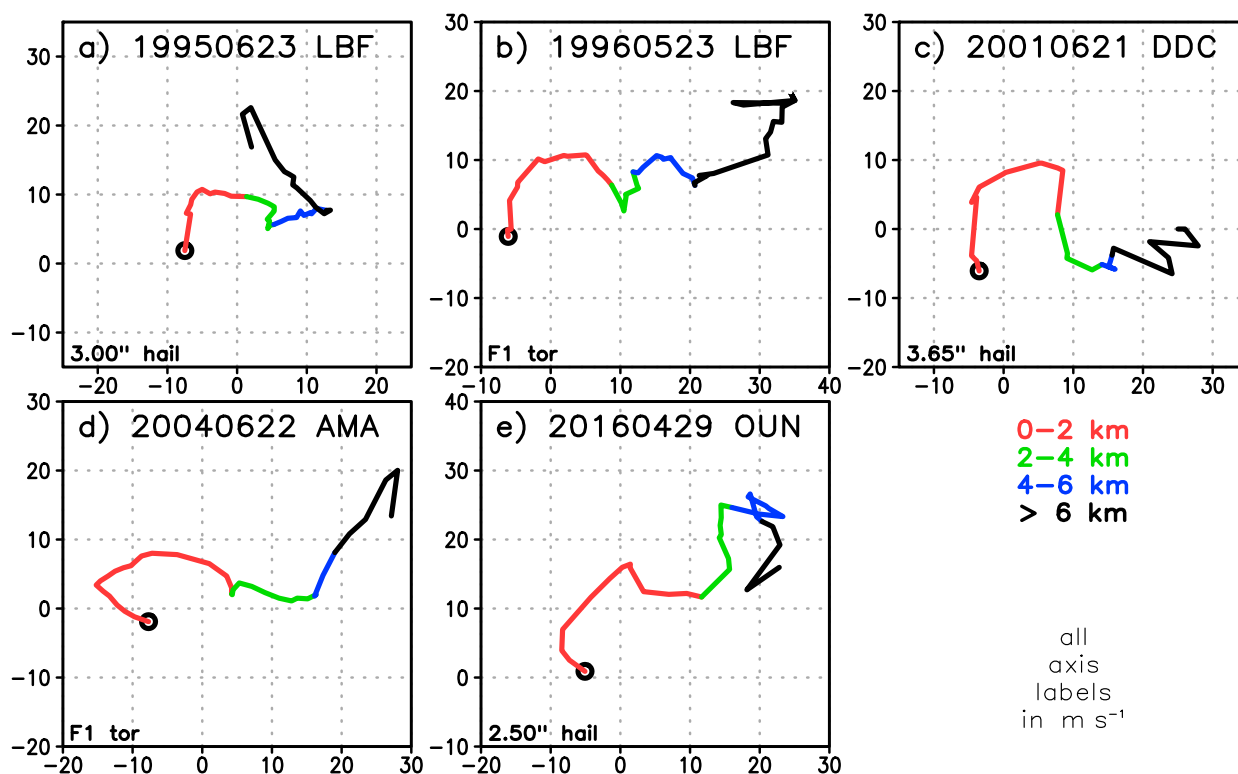 a) 19950623 LBF
30
20
10
0
−10
3.00" hail
−20 −10 0 10 20
b) 19960523 LBF
30
20
10
0
−10
−20
F1 tor
−10 0 10 20 30 40
c) 20010621 DDC
30
20
10
0
−10
3.65" hail
−10 0 10 20 30
d) 20040622 AMA
30
20
10
0
−10
−20
F1 tor
−20 −10 0 10 20 30
e) 20160429 OUN
40
30
20
10
0
−10
2.50" hail
−20 −10 0 10 20 30
0−2 km
2−4 km
4−6 km
> 6 km
all
axis
labels
in m s⁻¹